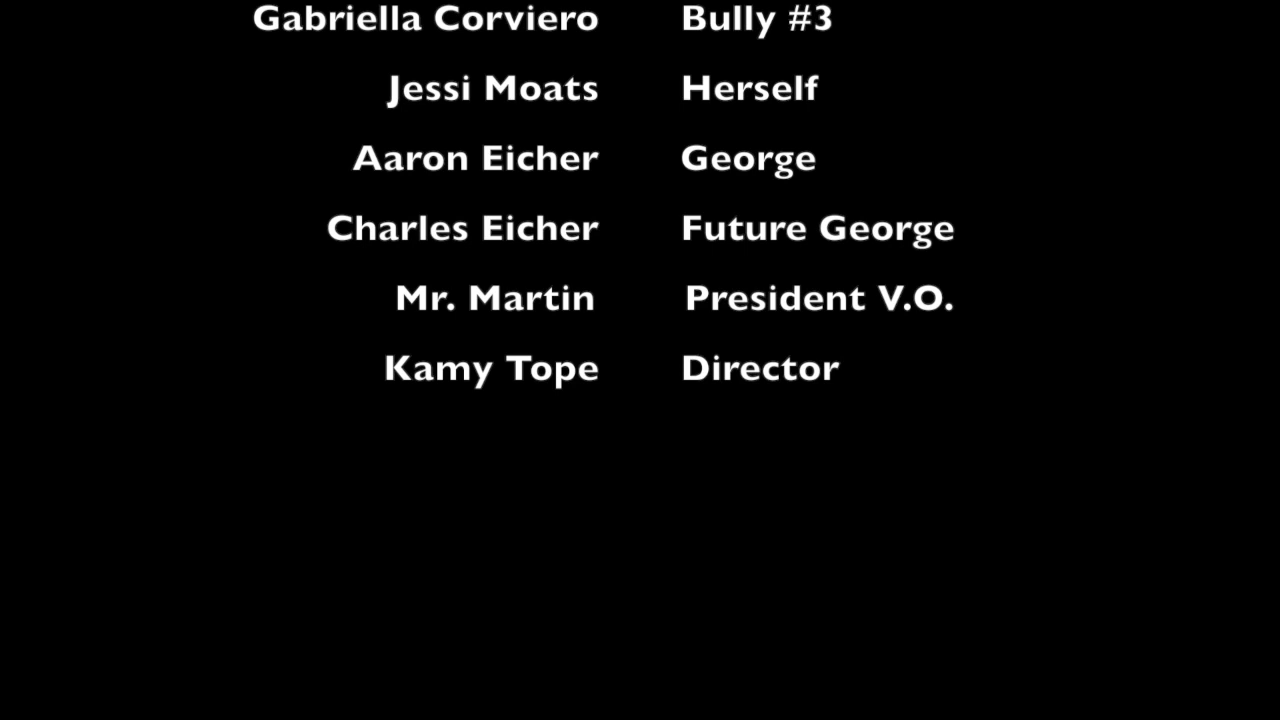 Gabriella Corviero Bully #3
Jessi Moats Herself
Aaron Eicher George
Charles Eicher Future George
Mr. Martin President V.O.
Kamy Tope Director